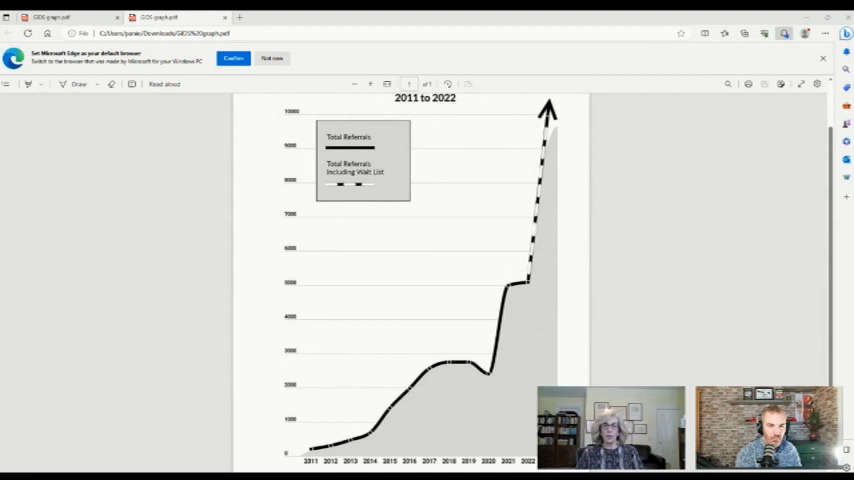 GIDS graph.pdf
GIDS graph.pdf
File
C:/Users/
Downloads/GIDS%20graph.pdf
Set Microsoft Edge as your default browser
Switch to the browser that was made by Microsoft for your Windows PC
Confirm
Not now
Draw
Read aloud
1
of 1
2011 to 2022
10000
9000
8000
7000
6000
5000
4000
3000
2000
1000
0
Total Referrals
Total Referrals
Including Wait List
2011 2012 2013 2014 2015 2016 2017 2018 2019 2020 2021 2022